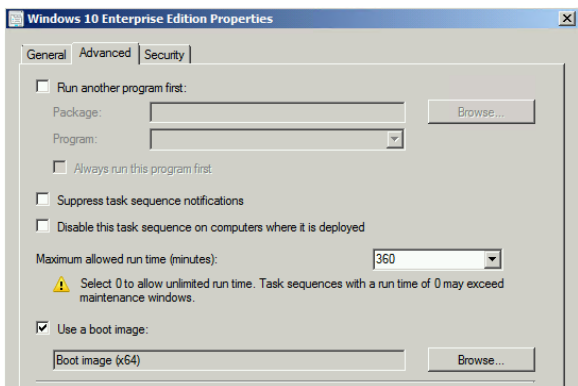 Windows 10 Enterprise Edition Properties
General Advanced Security
Run another program first:
Package: Browse...
Program:
Always run this program first
Suppress task sequence notifications
Disable this task sequence on computers where it is deployed
Maximum allowed run time (minutes): 360
Select 0 to allow unlimited run time. Task sequences with a run time of 0 may exceed
maintenance windows.
Use a boot image:
Boot image (x64) Browse...